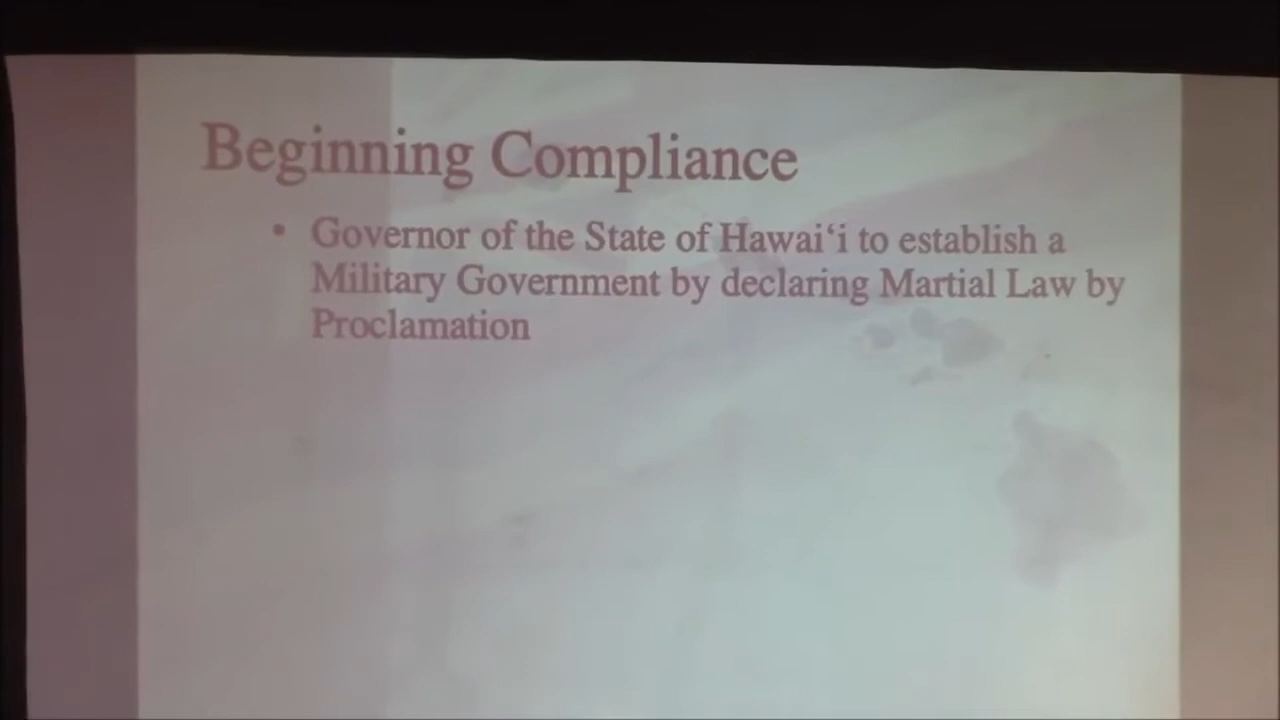 Beginning Compliance
• Governor of the State of Hawai‘i to establish a
Military Government by declaring Martial Law by
Proclamation